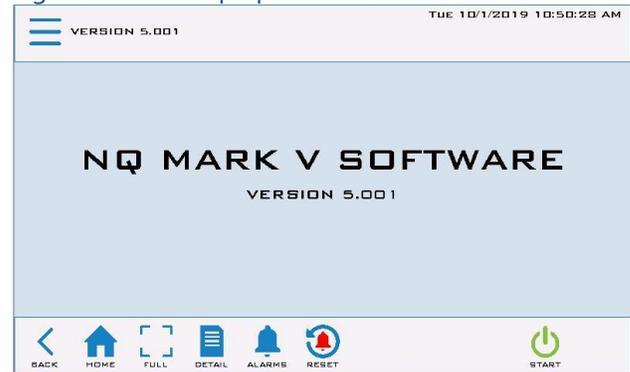 TUE 10/1/2019 10:50:28 AM
VERSION 5.001
NQ MARK V SOFTWARE
VERSION 5.001
BACK HOME FULL DETAIL ALARMS RESET START